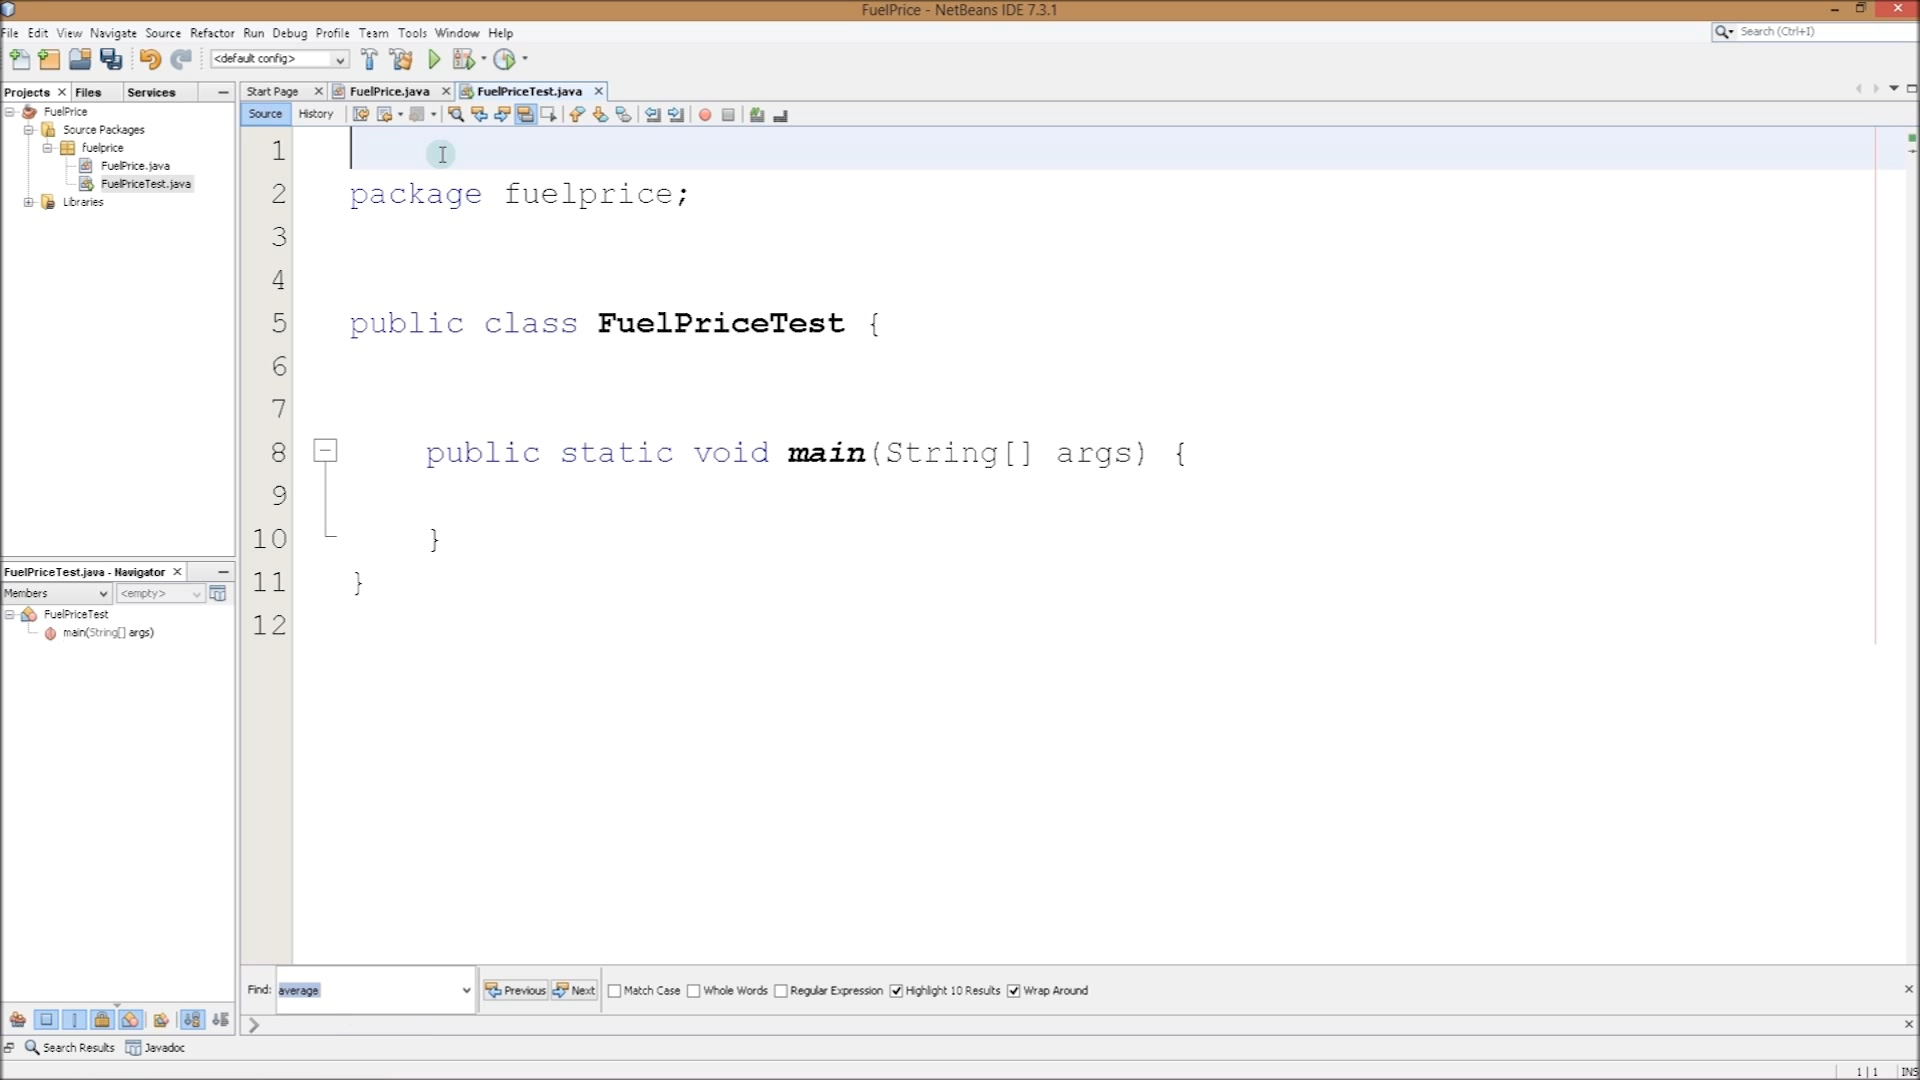 FuelPrice - NetBeans IDE 7.3.1
File Edit View Navigate Source Refactor Run Debug Profile Team Tools Window Help
Search (Ctrl+I)
<default config>
Projects Files Services
Start Page FuelPrice.java FuelPriceTest.java
Source History
FuelPrice
Source Packages
fuelprice
FuelPrice.java
FuelPriceTest.java
Libraries
1
2 package fuelprice;
3
4
5 public class FuelPriceTest {
6
7
8 public static void main(String[] args) {
9
10 }
11 }
12
FuelPriceTest.java - Navigator
Members <empty>
FuelPriceTest
main(String[] args)
Find: average Previous Next Match Case Whole Words Regular Expression Highlight 10 Results Wrap Around
Search Results Javadoc
1|1 INS